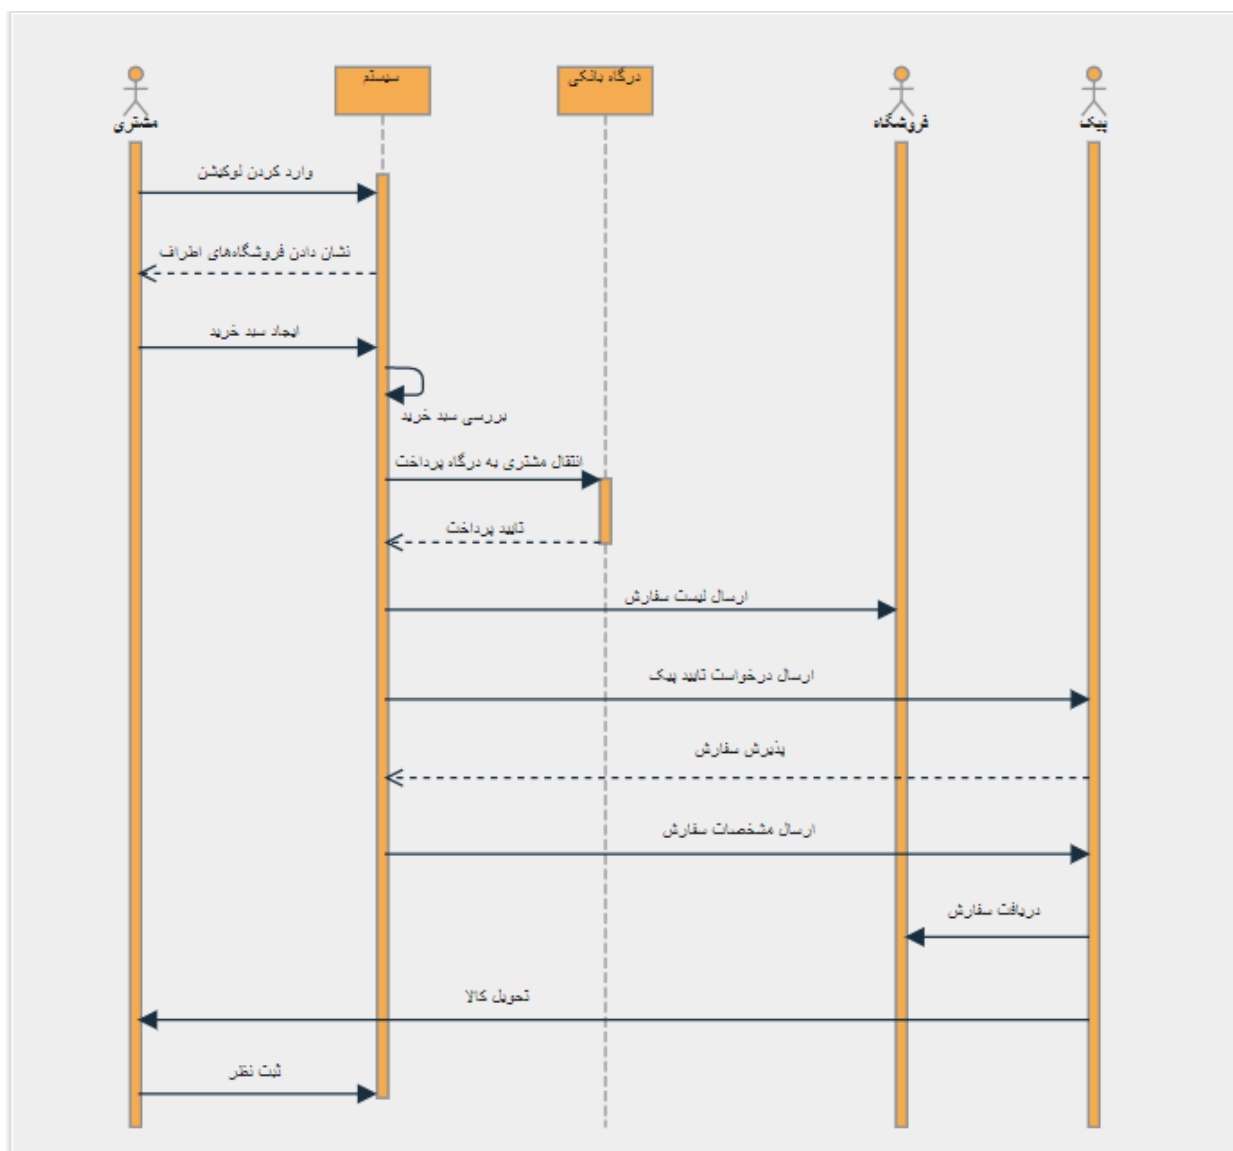 سیستم
درگاه بانکی
مشتری
فروشگاه
پیک
وارد کردن لوکیشن
نشان دادن فروشگاه‌های اطراف
ایجاد سبد خرید
بررسی سبد خرید
انتقال مشتری به درگاه پرداخت
تایید پرداخت
ارسال لیست سفارش
ارسال درخواست تایید پیک
پذیرش سفارش
ارسال مشخصات سفارش
دریافت سفارش
تحویل کالا
ثبت نظر